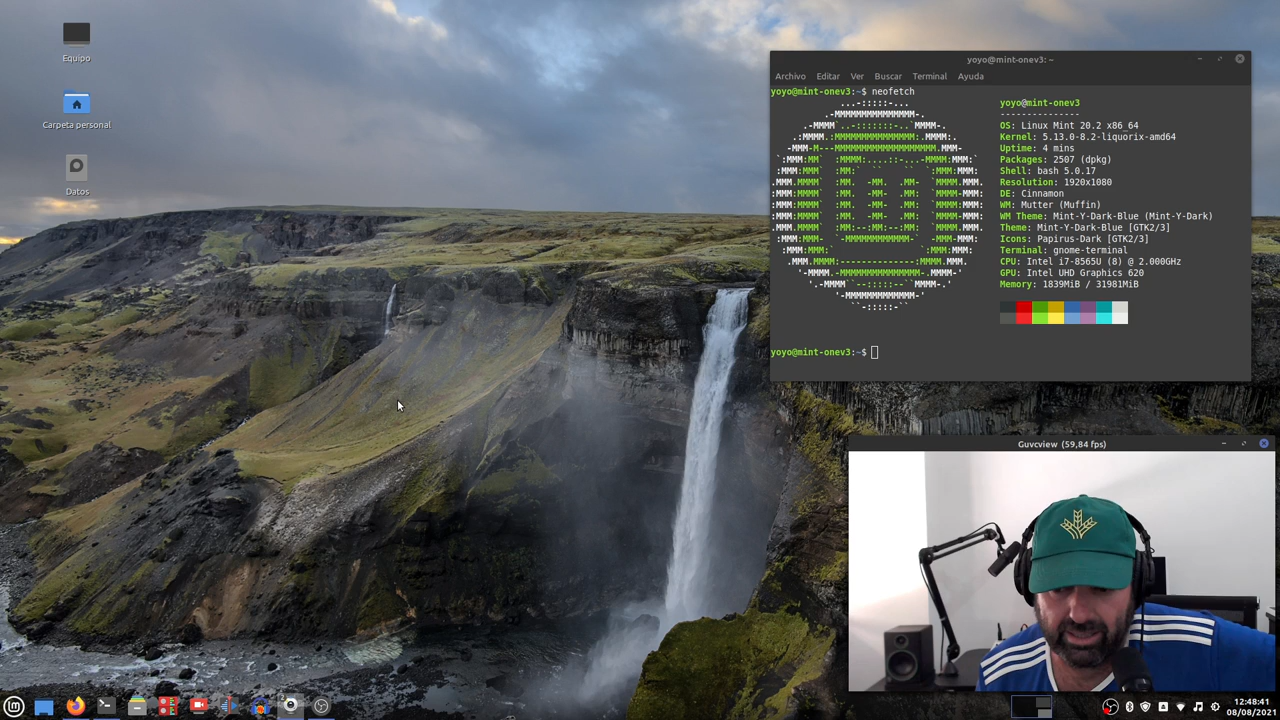 Equipo
Carpeta personal
Datos
yoyo@mint-onev3: ~
Archivo Editar Ver Buscar Terminal Ayuda
yoyo@mint-onev3:~$ neofetch
yoyo@mint-onev3
---------------
OS: Linux Mint 20.2 x86_64
Kernel: 5.13.0-8.2-liquorix-amd64
Uptime: 4 mins
Packages: 2507 (dpkg)
Shell: bash 5.0.17
Resolution: 1920x1080
DE: Cinnamon
WM: Mutter (Muffin)
WM Theme: Mint-Y-Dark-Blue (Mint-Y-Dark)
Theme: Mint-Y-Dark-Blue [GTK2/3]
Icons: Papirus-Dark [GTK2/3]
Terminal: gnome-terminal
CPU: Intel i7-8565U (8) @ 2.000GHz
GPU: Intel UHD Graphics 620
Memory: 1839MiB / 31981MiB
yoyo@mint-onev3:~$
Guvcview (59,84 fps)
12:48:41
08/08/2021